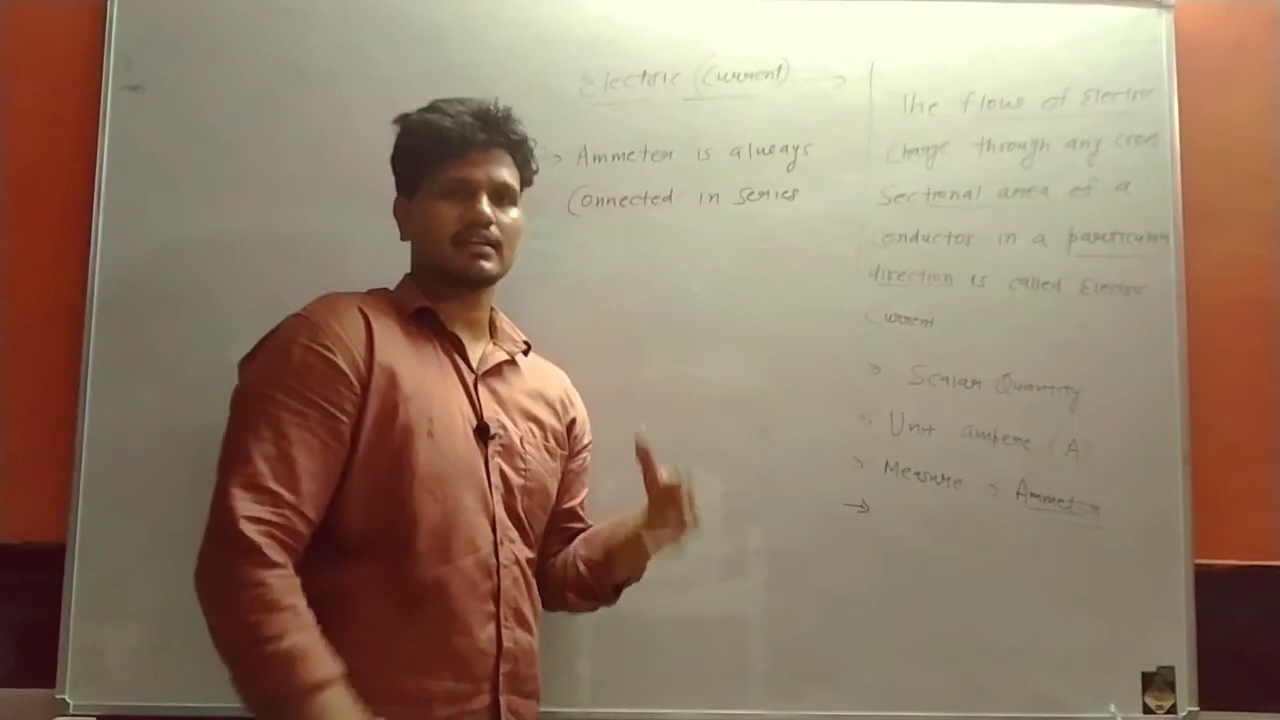 Electric (Current) →
→ Ammeter is always
Connected in series
The flow of Electric
Charge through any cross
Sectional area of a
conductor in a particular
direction is called Electric
Current
→ Scalar Quantity
→ Unit ampere (A)
→ Measure → Ammeter
→